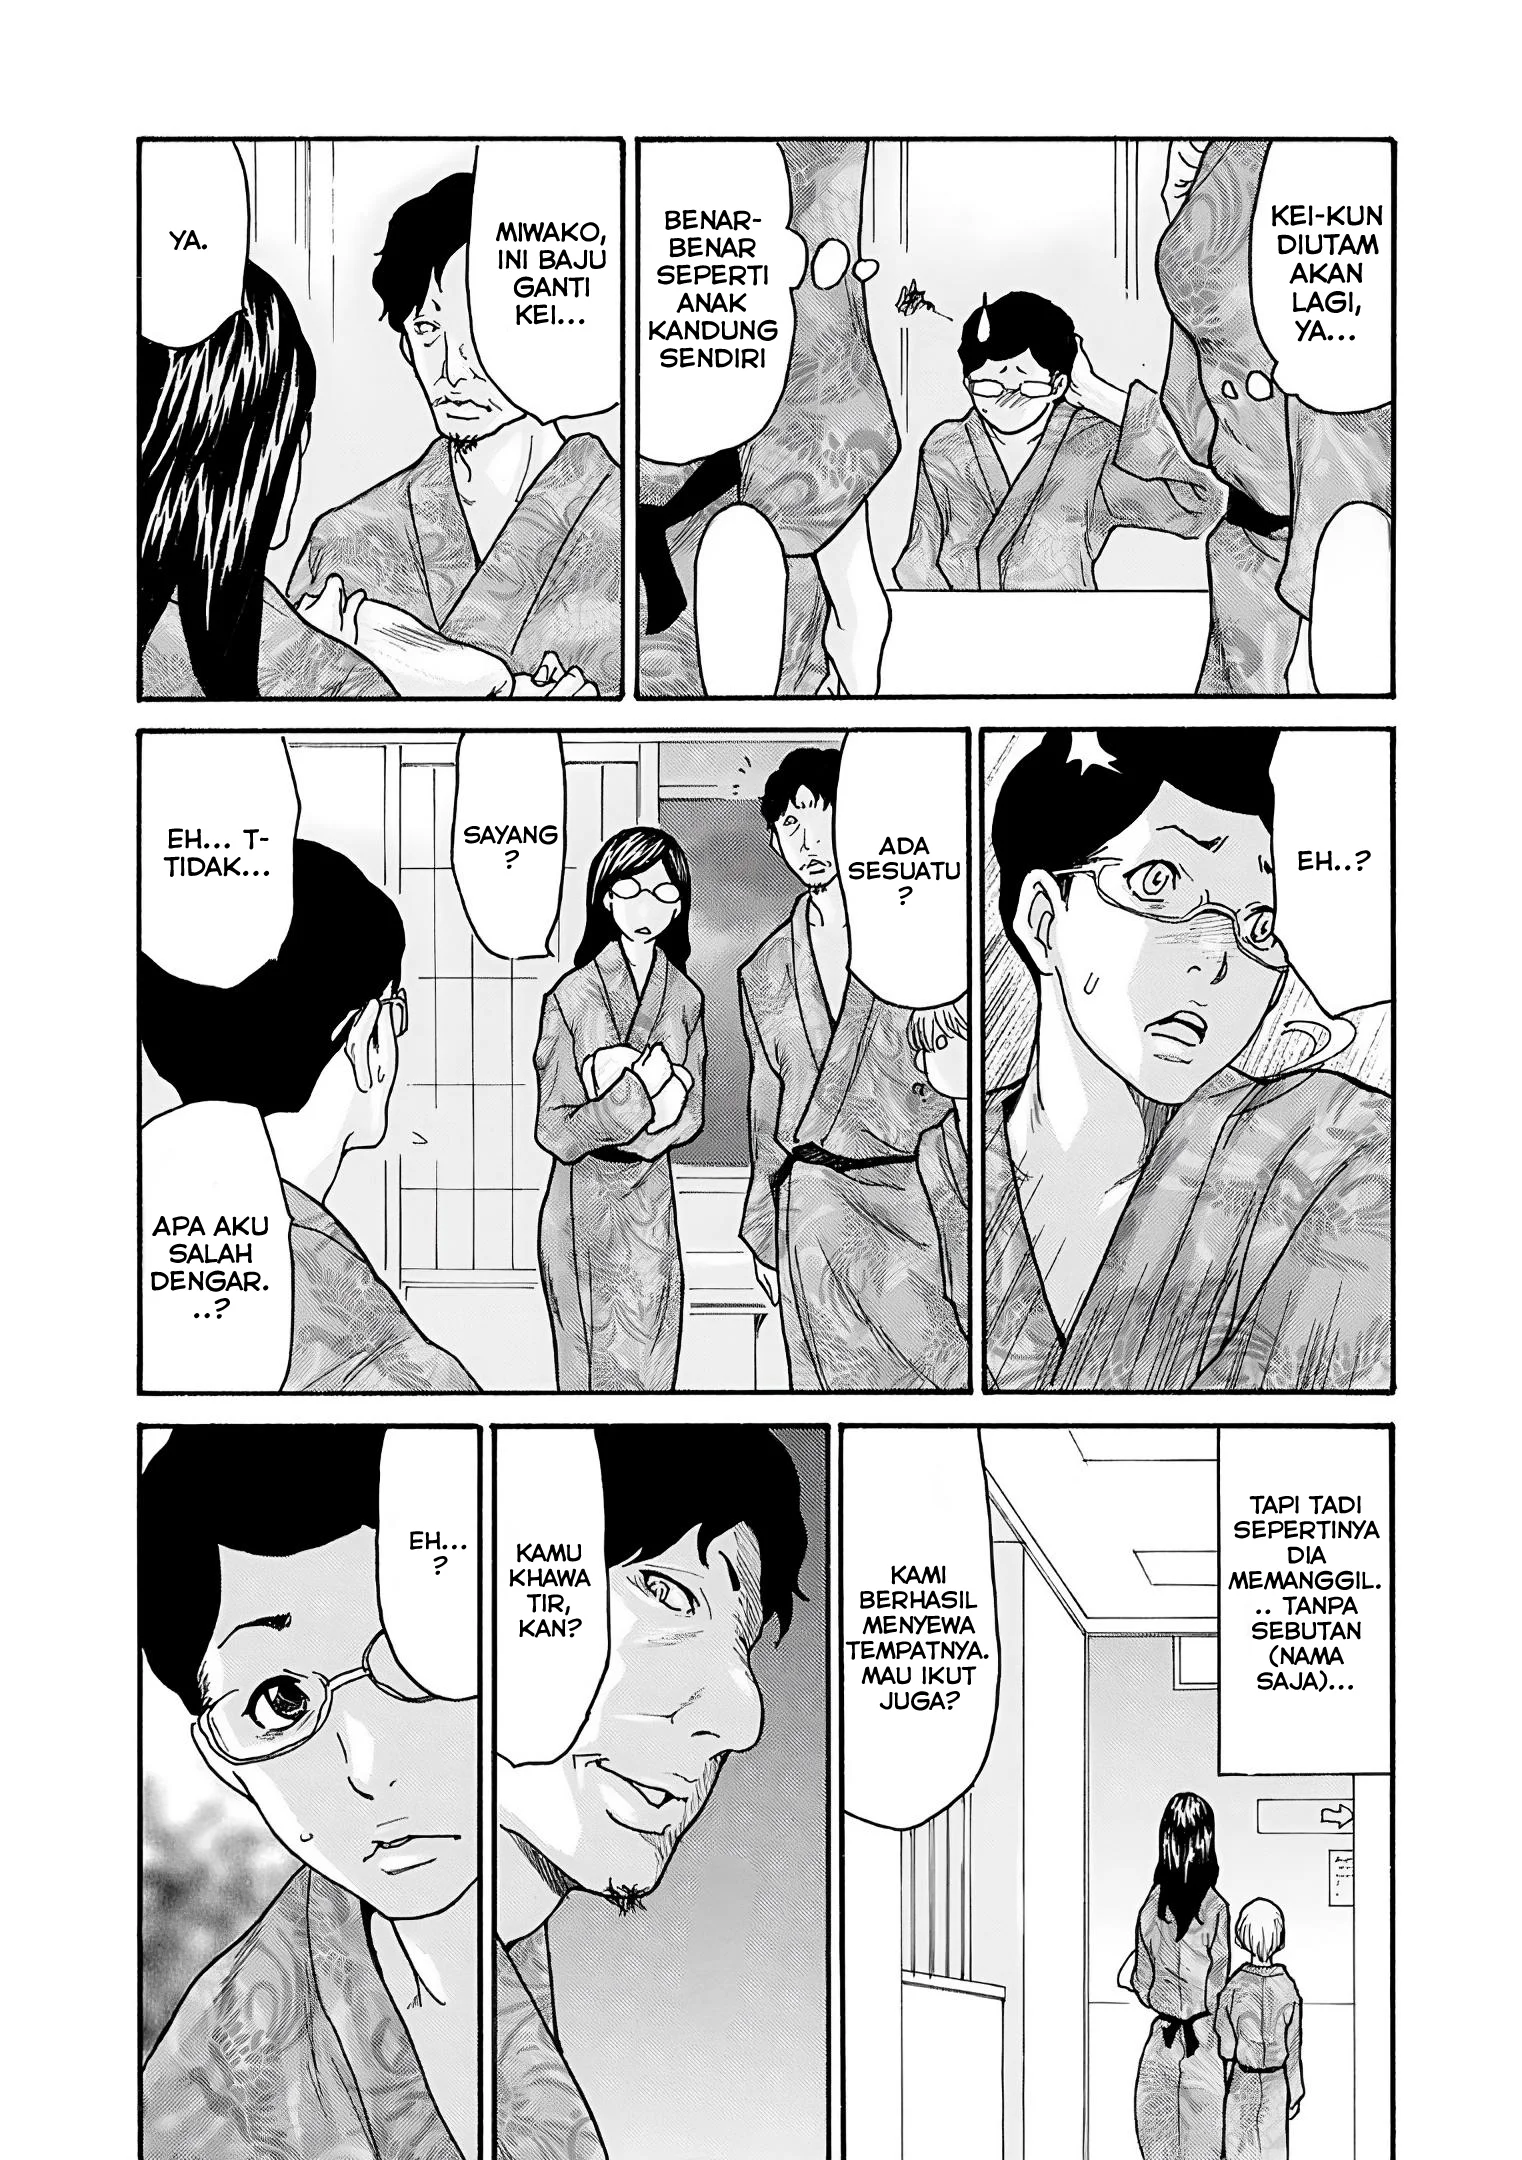 KEI-KUN
DIUTAM
AKAN
LAGI,
YA...
BENAR-
BENAR
SEPERTI
ANAK
KANDUNG
SENDIRI
MIWAKO,
INI BAJU
GANTI
KEI...
YA.
EH..?
ADA
SESUATU
?
SAYANG
?
EH... T-
TIDAK...
APA AKU
SALAH
DENGAR.
..?
TAPI TADI
SEPERTINYA
DIA
MEMANGGIL.
.. TANPA
SEBUTAN
(NAMA
SAJA)...
KAMI
BERHASIL
MENYEWA
TEMPATNYA.
MAU IKUT
JUGA?
KAMU
KHAWA
TIR,
KAN?
EH...
?